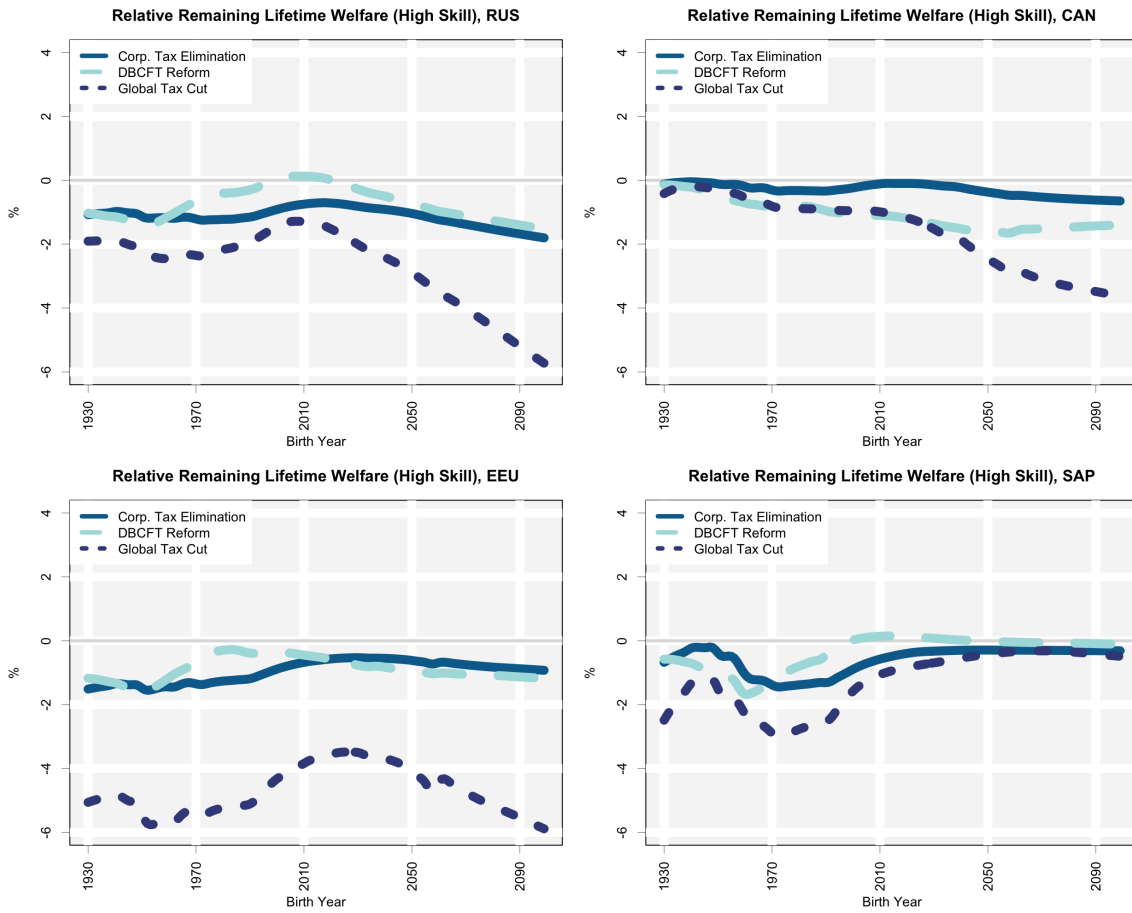 Relative Remaining Lifetime Welfare (High Skill), RUS
Corp. Tax Elimination
DBCFT Reform
Global Tax Cut
4
2
0
-2
-4
-6
%
1930
1970
2010
2050
2090
Birth Year
Relative Remaining Lifetime Welfare (High Skill), CAN
Corp. Tax Elimination
DBCFT Reform
Global Tax Cut
4
2
0
-2
-4
-6
%
1930
1970
2010
2050
2090
Birth Year
Relative Remaining Lifetime Welfare (High Skill), EEU
Corp. Tax Elimination
DBCFT Reform
Global Tax Cut
4
2
0
-2
-4
-6
%
1930
1970
2010
2050
2090
Birth Year
Relative Remaining Lifetime Welfare (High Skill), SAP
Corp. Tax Elimination
DBCFT Reform
Global Tax Cut
4
2
0
-2
-4
-6
%
1930
1970
2010
2050
2090
Birth Year